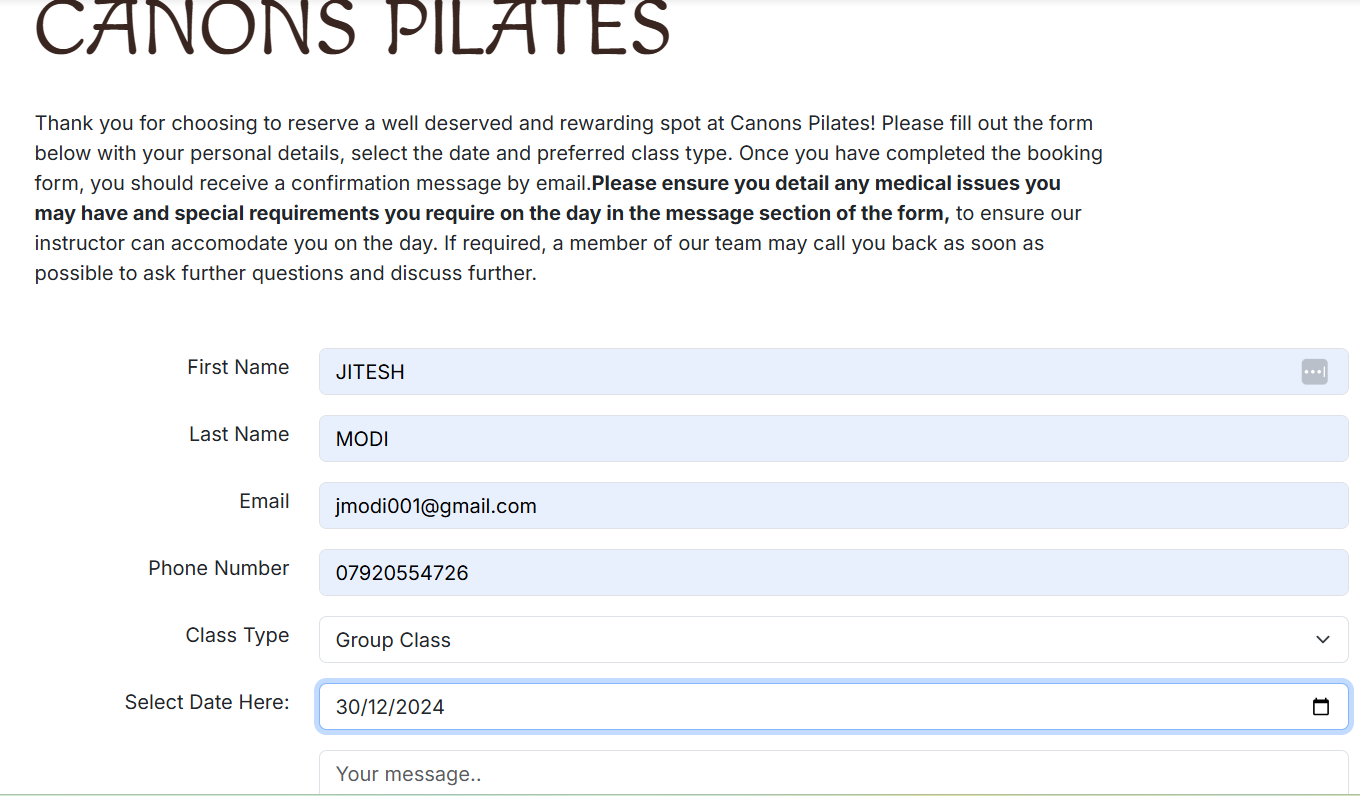 CANONS PILATES
Thank you for choosing to reserve a well deserved and rewarding spot at Canons Pilates! Please fill out the form
below with your personal details, select the date and preferred class type. Once you have completed the booking
form, you should receive a confirmation message by email.Please ensure you detail any medical issues you
may have and special requirements you require on the day in the message section of the form, to ensure our
instructor can accomodate you on the day. If required, a member of our team may call you back as soon as
possible to ask further questions and discuss further.
First Name JITESH
Last Name MODI
Email jmodi001@gmail.com
Phone Number 07920554726
Class Type Group Class
Select Date Here: 30/12/2024
Your message..